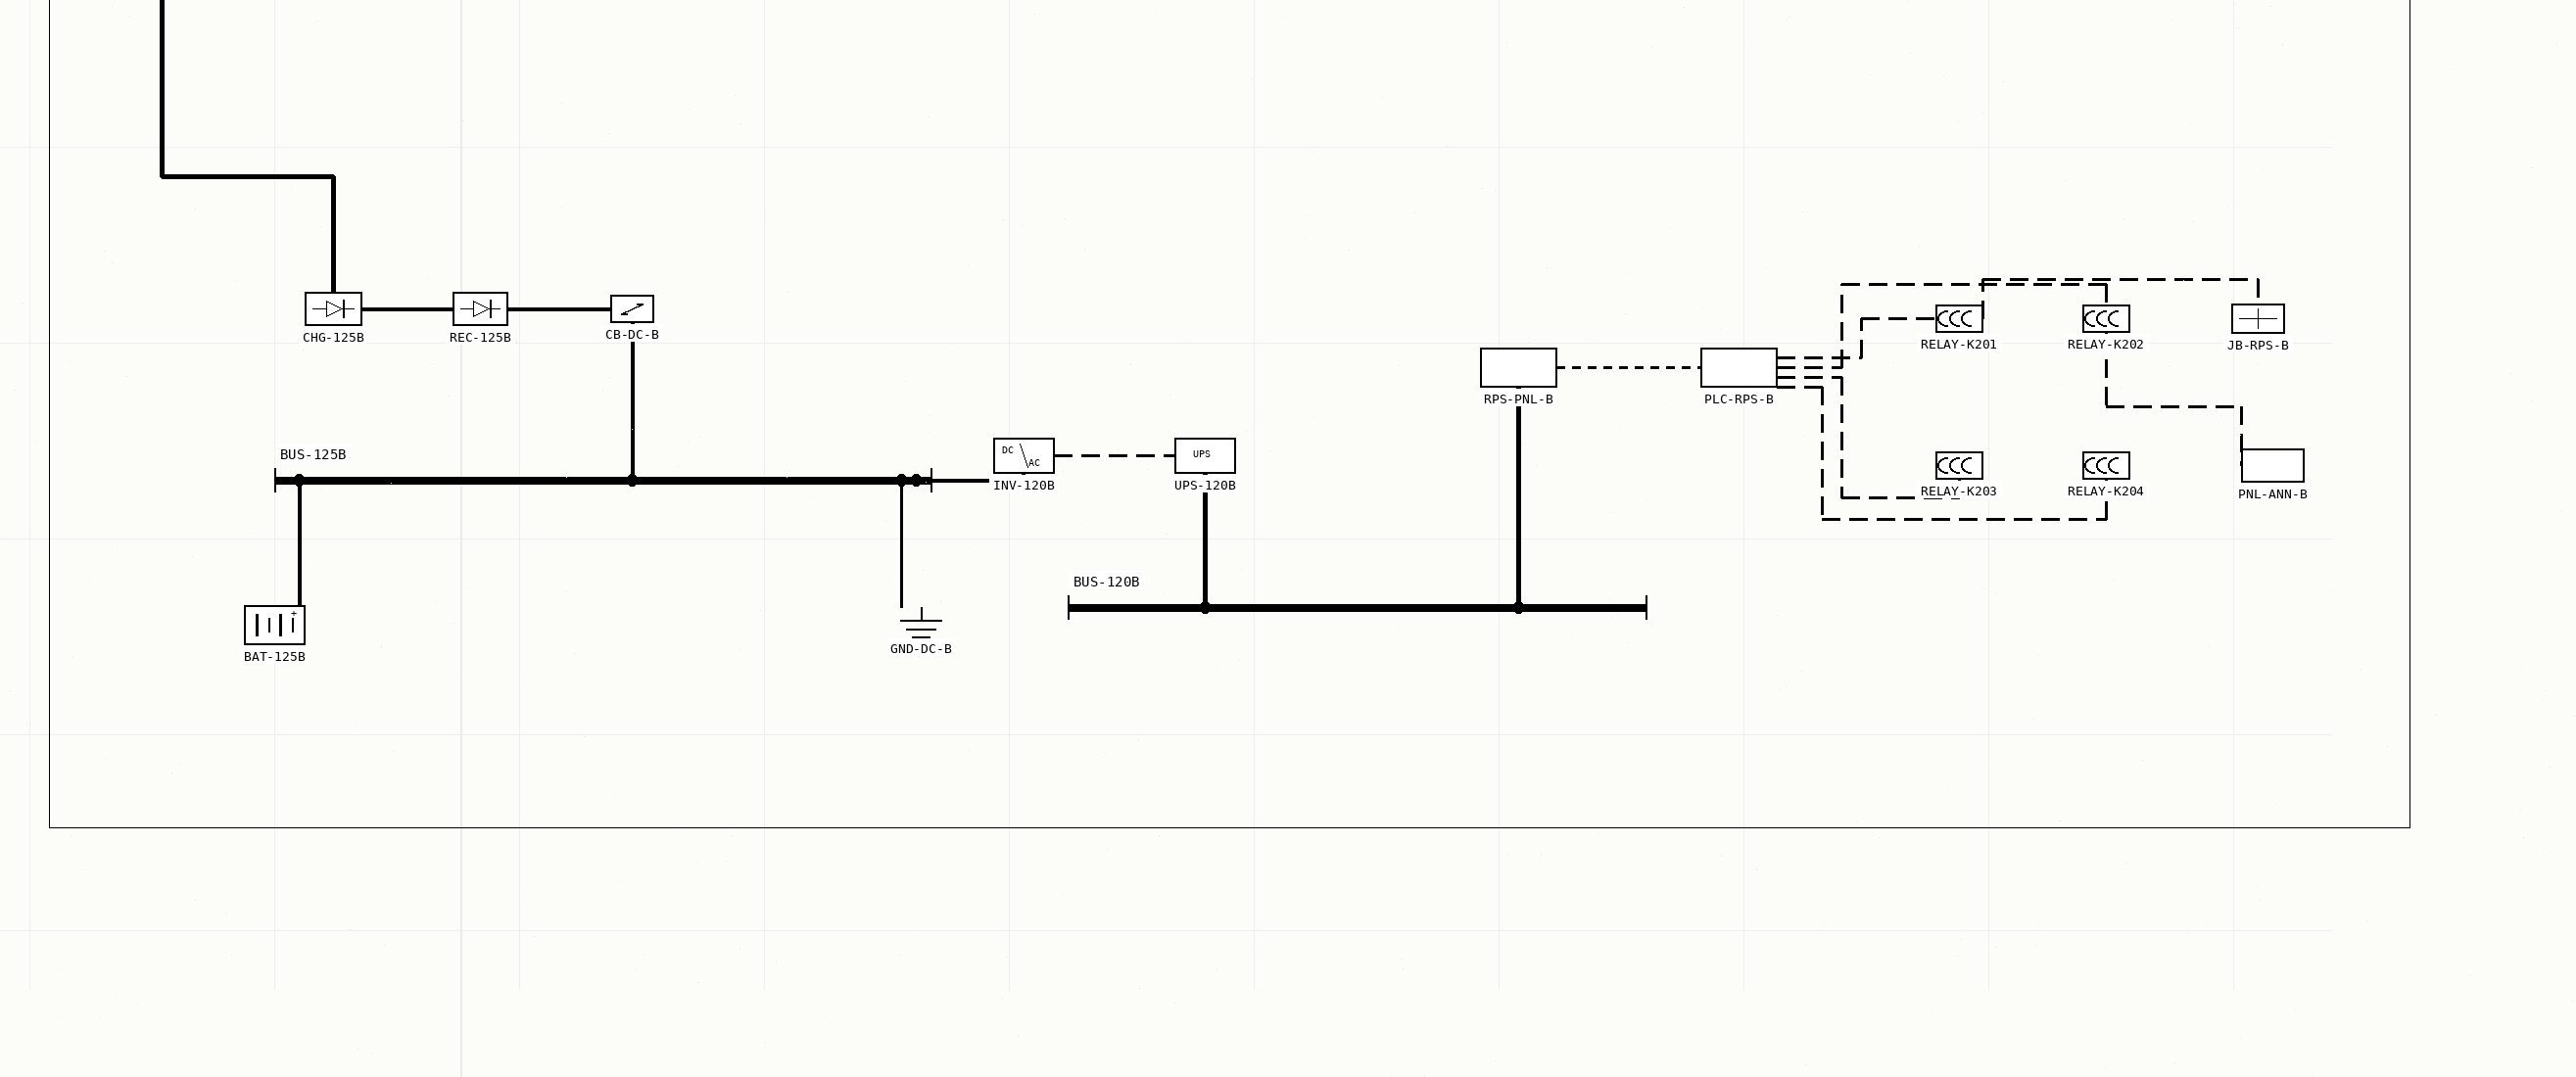 CHG-125B
REC-125B
CB-DC-B
RELAY-K201
RELAY-K202
JB-RPS-B
RPS-PNL-B
PLC-RPS-B
BUS-125B
DC
AC
INV-120B
UPS
UPS-120B
RELAY-K203
RELAY-K204
PNL-ANN-B
BUS-120B
+
BAT-125B
GND-DC-B